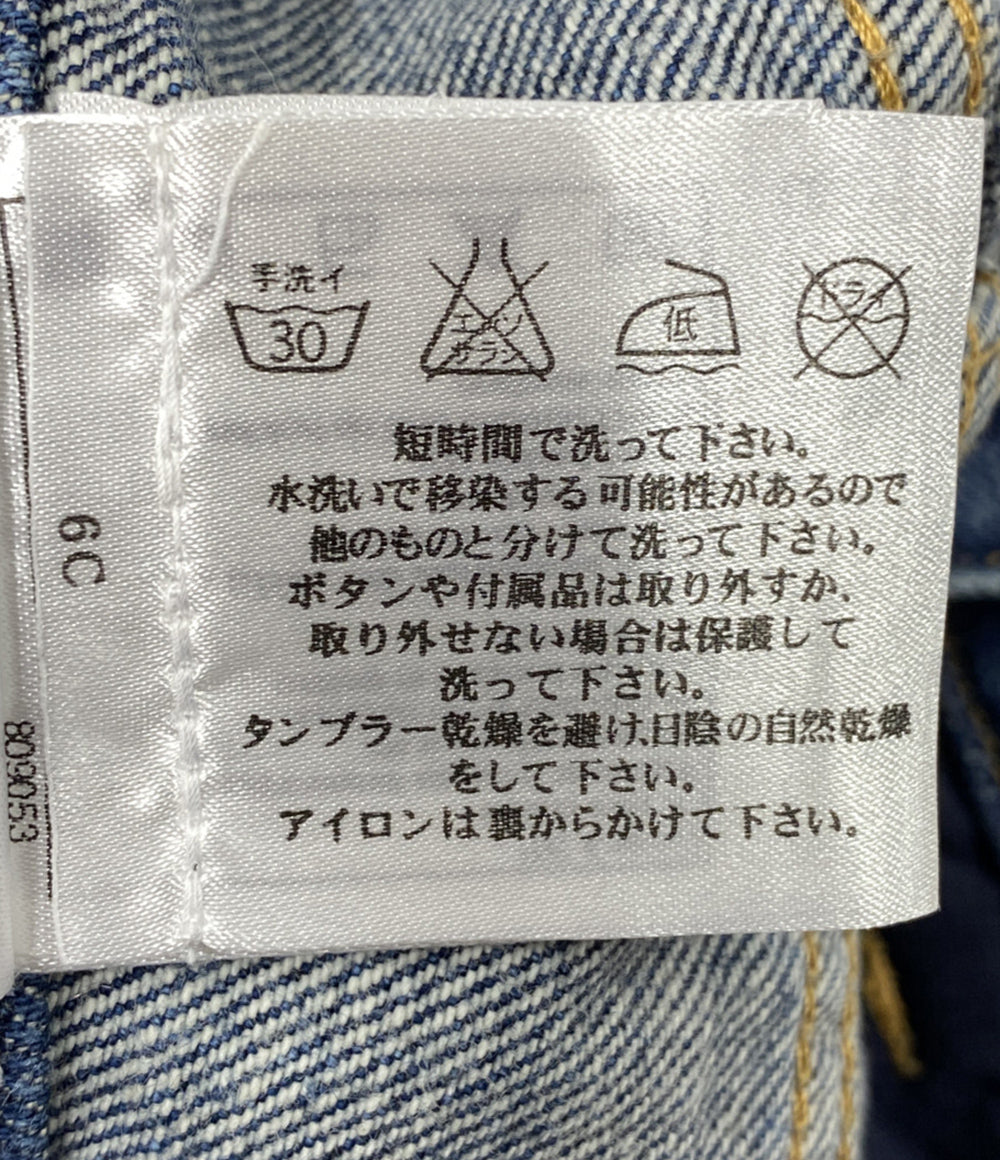 手洗イ
30
エンソ
サラシ
低
ドライ
短時間で洗って下さい。
水洗いで移染する可能性があるので
他のものと分けて洗って下さい。
ボタンや付属品は取り外すか、
取り外せない場合は保護して
洗って下さい。
タンブラー乾燥を避け、日陰の自然乾燥
をして下さい。
アイロンは裏からかけて下さい。
6C
809053